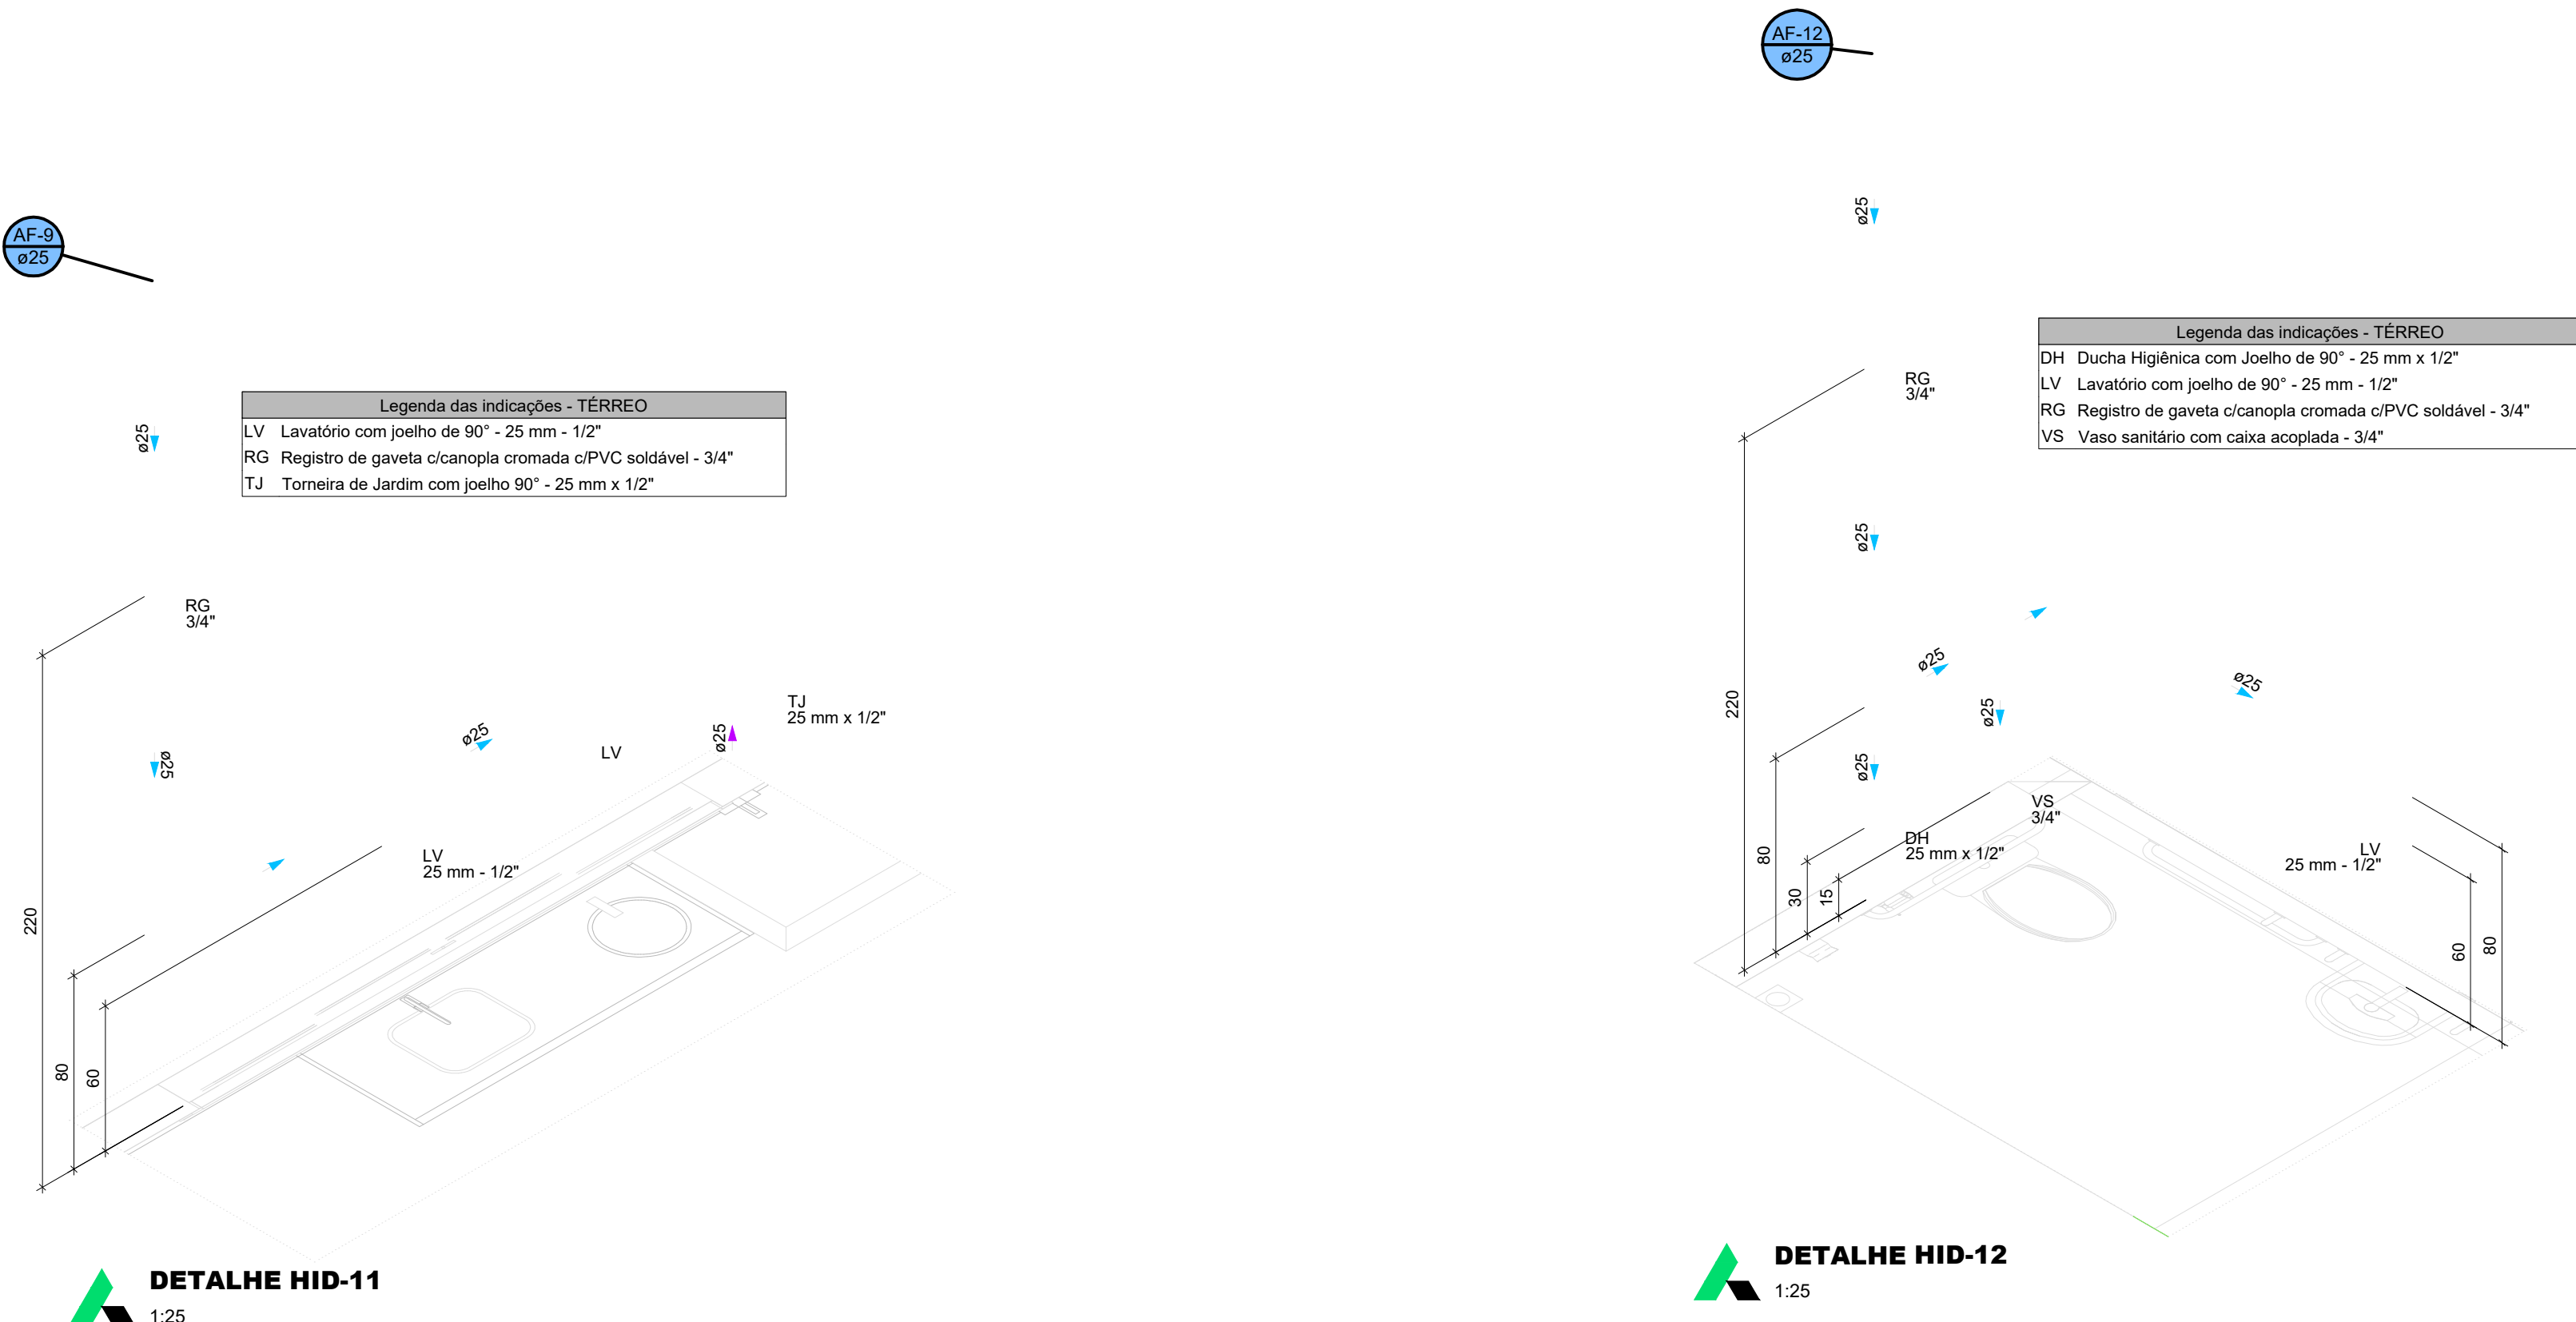 AF-9
ø25
ø25
Legenda das indicações - TÉRREO
LV Lavatório com joelho de 90° - 25 mm - 1/2"
RG Registro de gaveta c/canopla cromada c/PVC soldável - 3/4"
TJ Torneira de Jardim com joelho 90° - 25 mm x 1/2"
RG
3/4"
TJ
25 mm x 1/2"
ø25
ø25
LV
ø25
LV
25 mm - 1/2"
220
80
60
DETALHE HID-11
1:25
AF-12
ø25
ø25
Legenda das indicações - TÉRREO
DH Ducha Higiênica com Joelho de 90° - 25 mm x 1/2"
LV Lavatório com joelho de 90° - 25 mm - 1/2"
RG Registro de gaveta c/canopla cromada c/PVC soldável - 3/4"
VS Vaso sanitário com caixa acoplada - 3/4"
RG
3/4"
ø25
ø25
ø25
220
ø25
ø25
VS
3/4"
DH
25 mm x 1/2"
LV
25 mm - 1/2"
80
30
15
60
80
DETALHE HID-12
1:25